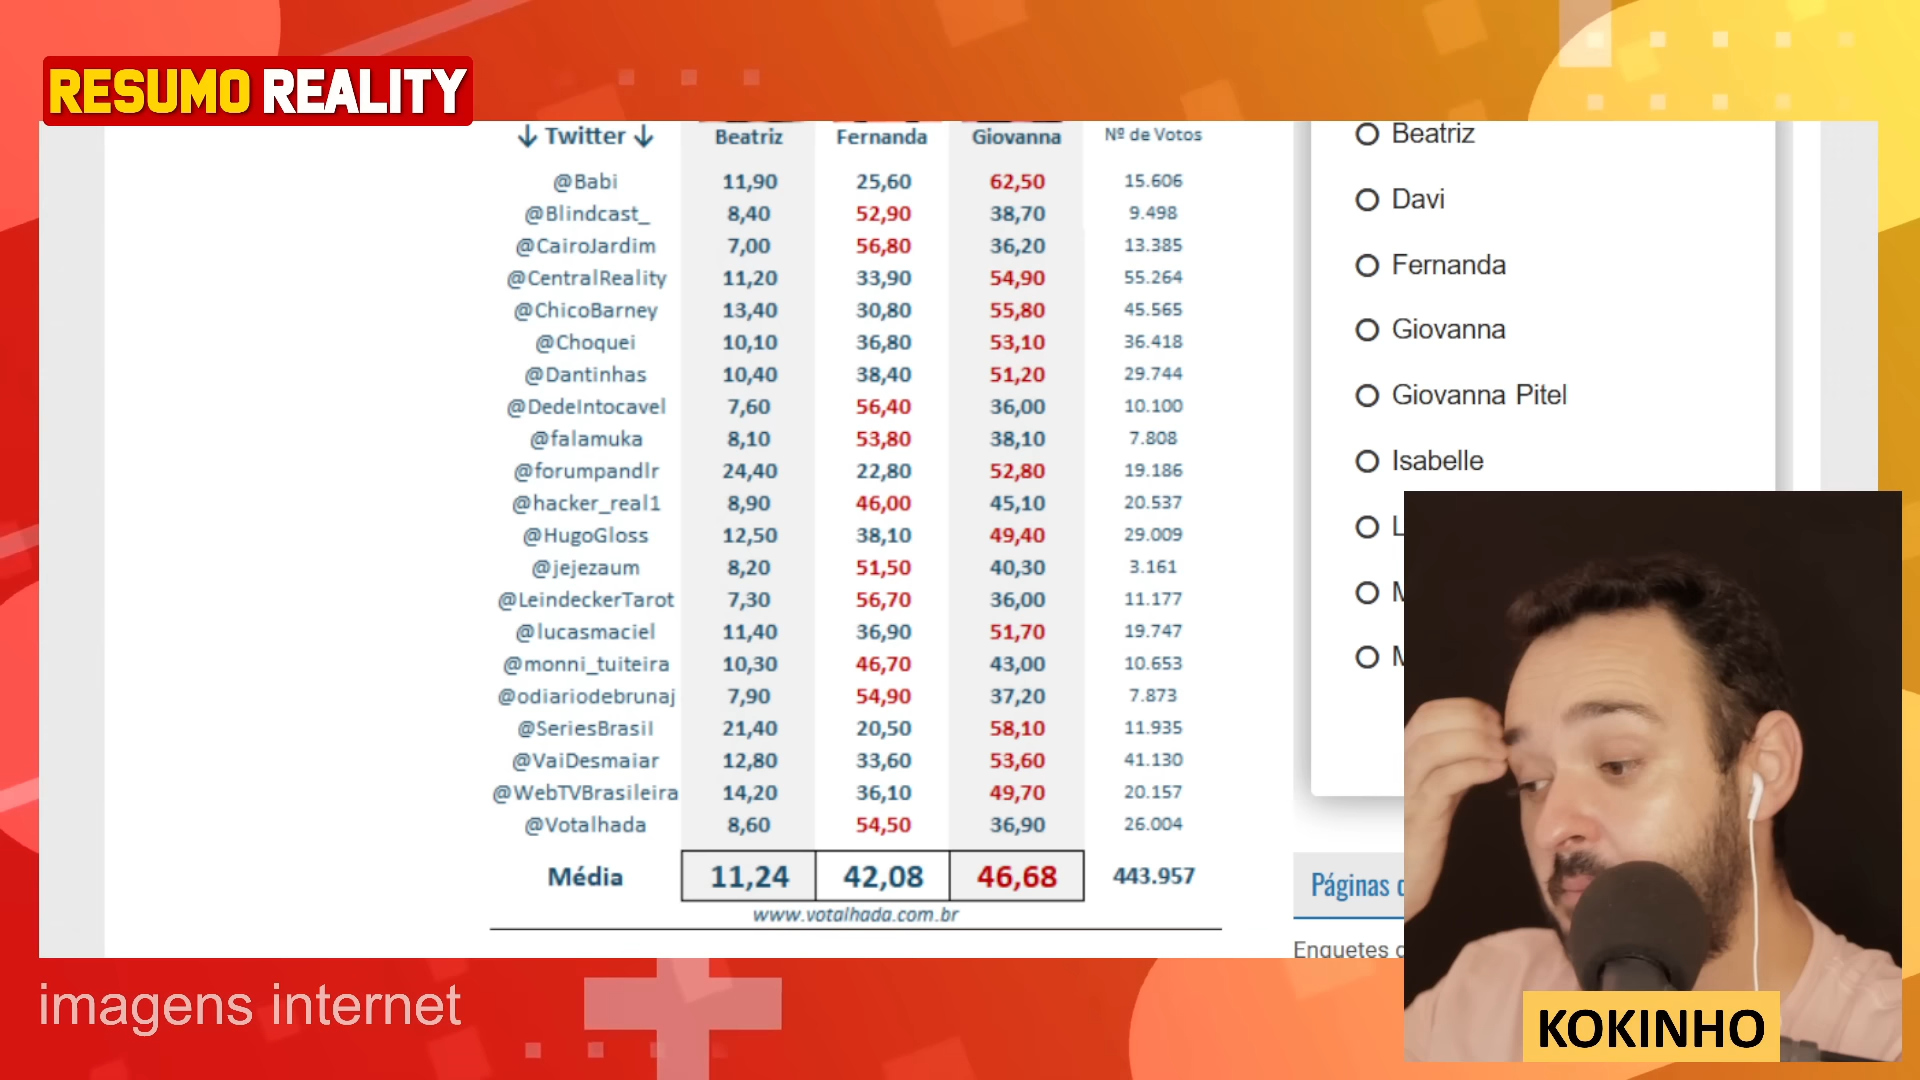 RESUMO REALITY
↓ Twitter ↓ Beatriz Fernanda Giovanna Nº de Votos
@Babi 11,90 25,60 62,50 15.606
@Blindcast_ 8,40 52,90 38,70 9.498
@CairoJardim 7,00 56,80 36,20 13.385
@CentralReality 11,20 33,90 54,90 55.264
@ChicoBarney 13,40 30,80 55,80 45.565
@Choquei 10,10 36,80 53,10 36.418
@Dantinhas 10,40 38,40 51,20 29.744
@DedeIntocavel 7,60 56,40 36,00 10.100
@falamuka 8,10 53,80 38,10 7.808
@forumpandlr 24,40 22,80 52,80 19.186
@hacker_real1 8,90 46,00 45,10 20.537
@HugoGloss 12,50 38,10 49,40 29.009
@jejezaum 8,20 51,50 40,30 3.161
@LeindeckerTarot 7,30 56,70 36,00 11.177
@lucasmaciel 11,40 36,90 51,70 19.747
@monni_tuiteira 10,30 46,70 43,00 10.653
@odiariodebrunaj 7,90 54,90 37,20 7.873
@SeriesBrasil 21,40 20,50 58,10 11.935
@VaiDesmaiar 12,80 33,60 53,60 41.130
@WebTVBrasileira 14,20 36,10 49,70 20.157
@Votalhada 8,60 54,50 36,90 26.004
Média 11,24 42,08 46,68 443.957
www.votalhada.com.br
Beatriz
Davi
Fernanda
Giovanna
Giovanna Pitel
Isabelle
L
M
M
Páginas
Enquetes
imagens internet
KOKINHO